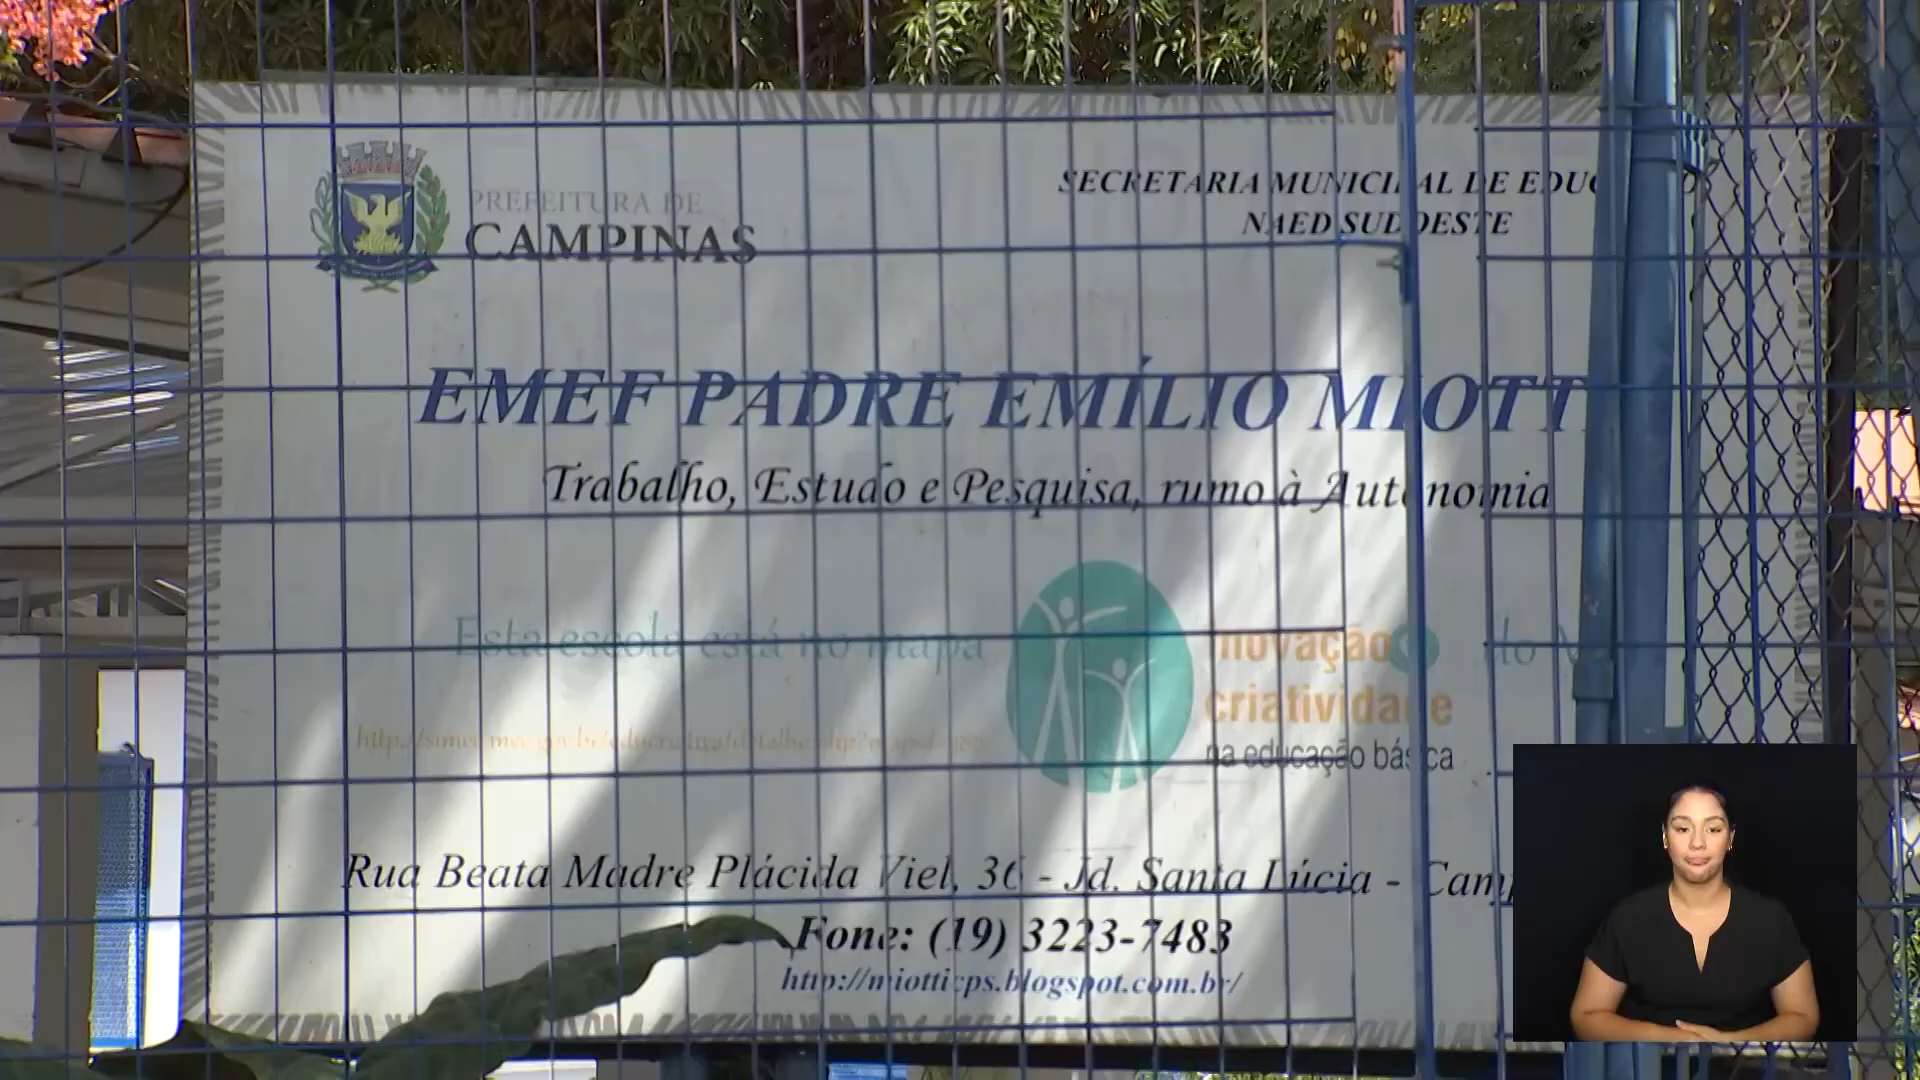 PREFEITURA DE
CAMPINAS
SECRETARIA MUNICIPAL DE EDUC
NAED SUDOESTE
EMEF PADRE EMÍLIO MIOTT
Trabalho, Estudo e Pesquisa, rumo à Autonomia
Esta escola está no mapa
inovação e
criatividade
na educação básica
do
Rua Beata Madre Plácida Viel, 36 - Jd. Santa Lúcia - Camp
Fone: (19) 3223-7483
http://miotticps.blogspot.com.br/